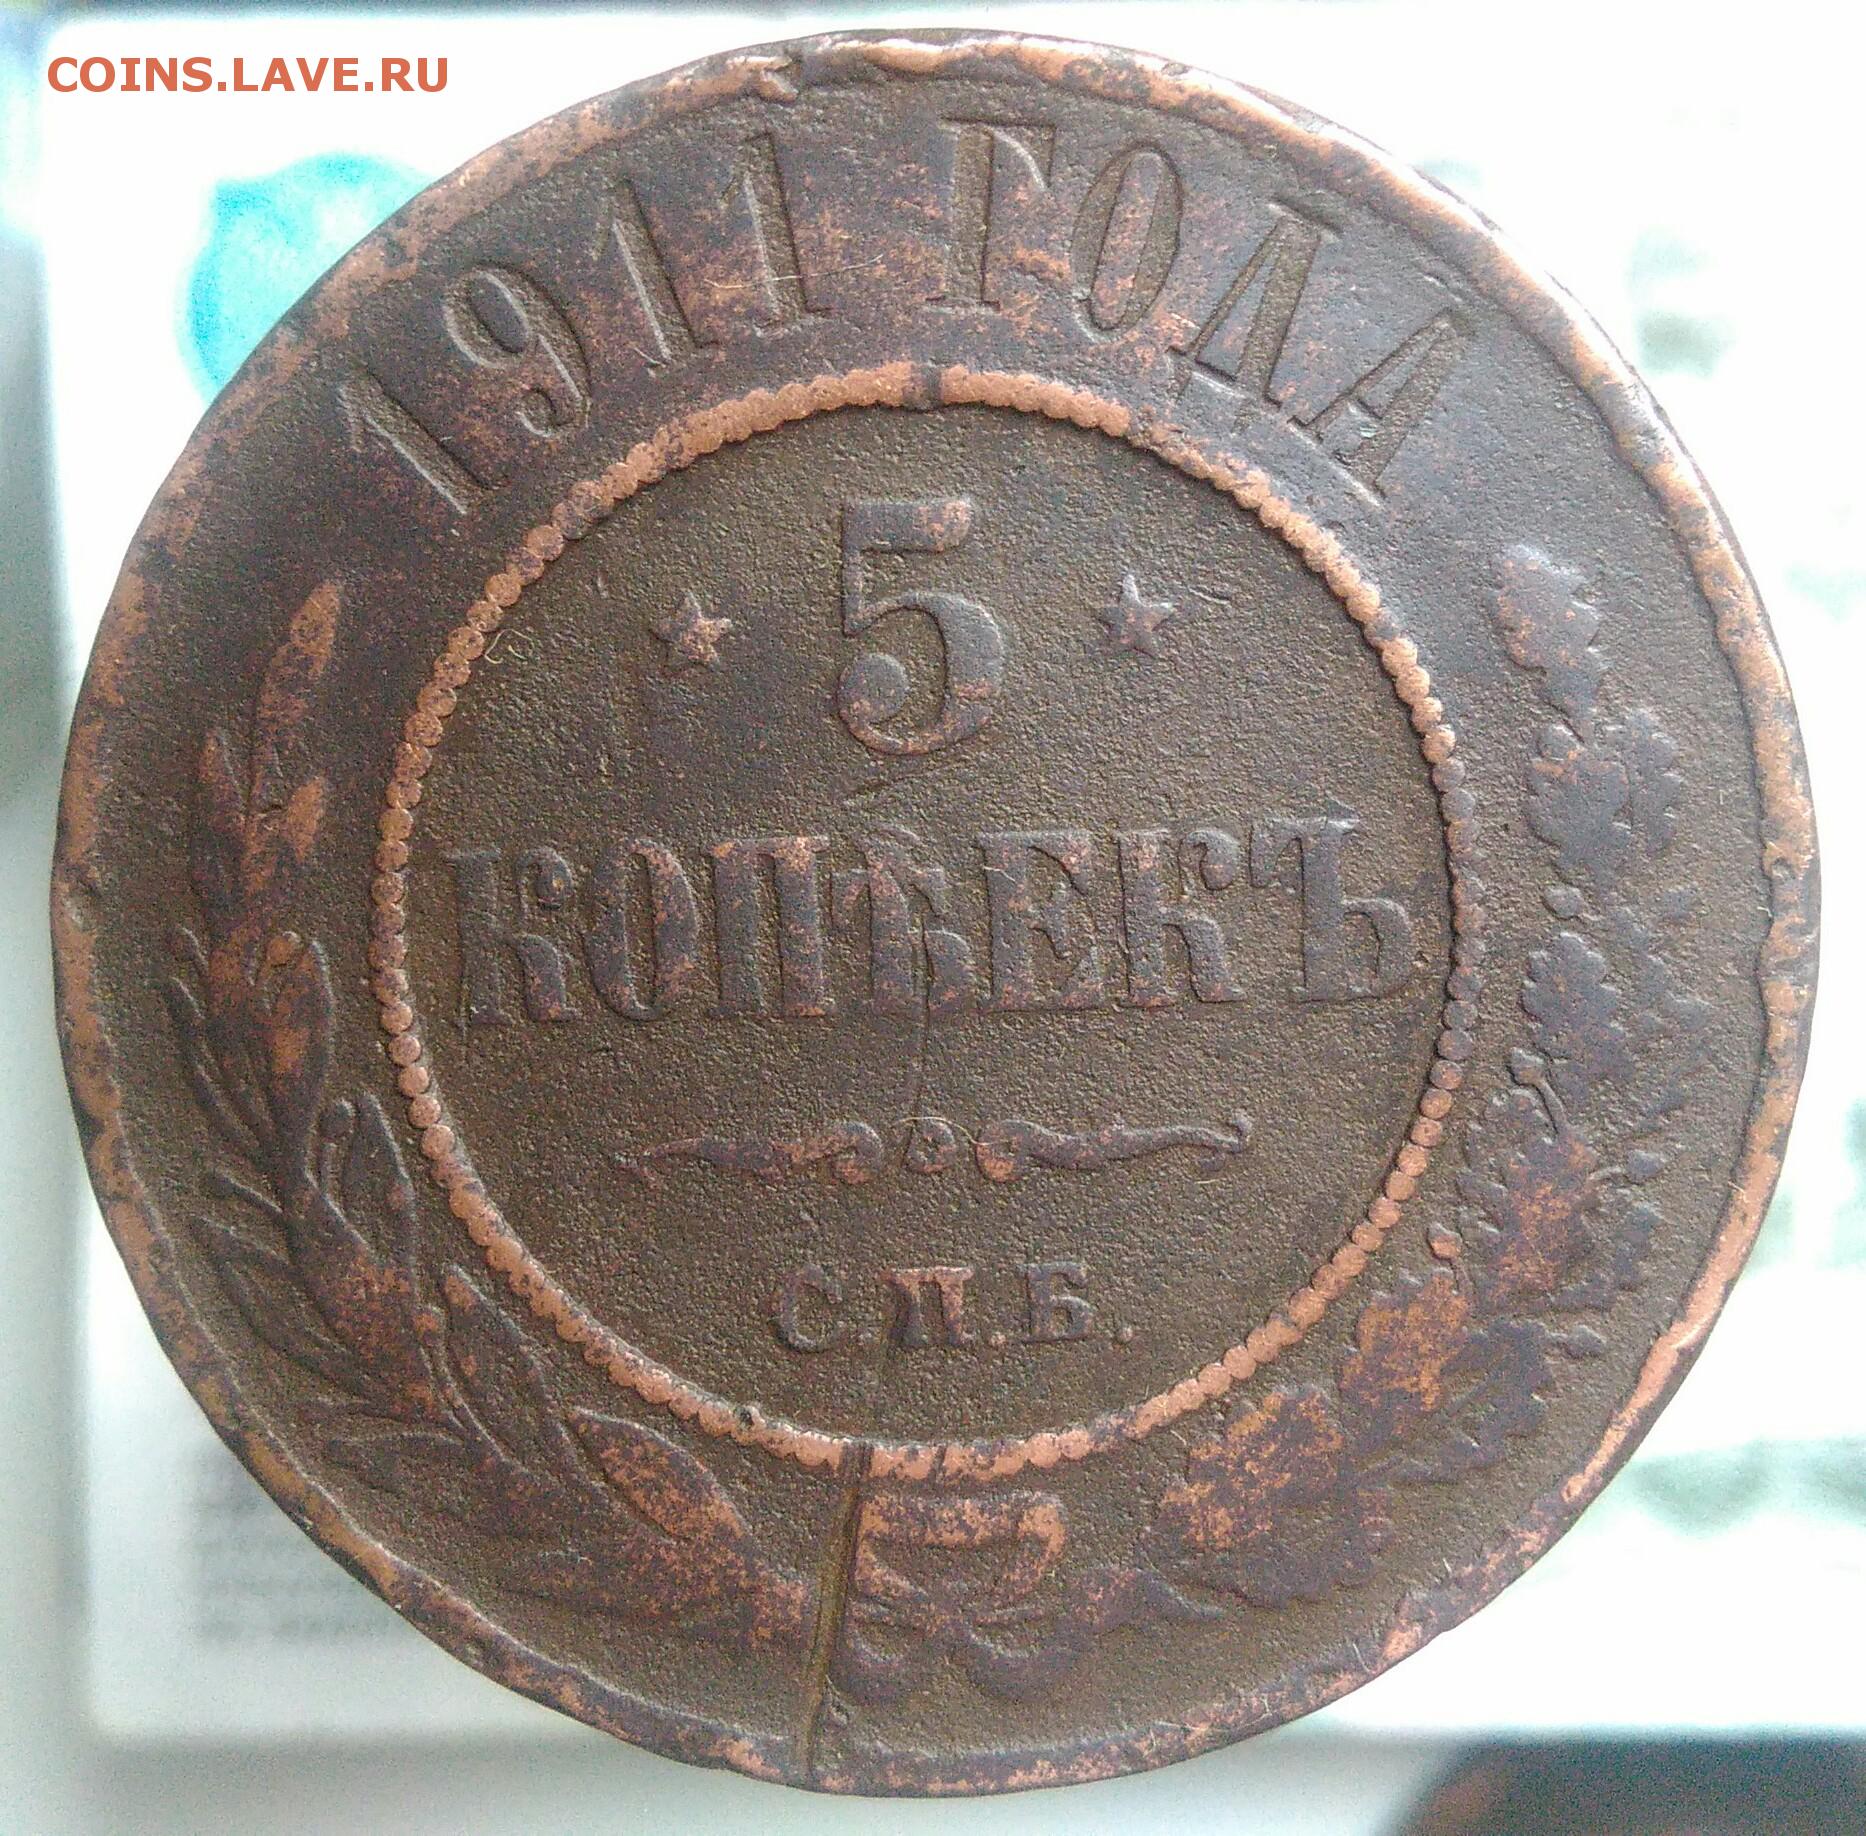 COINS.LAVE.RU
1911 ГОДА
5
КОПѢЕКЪ
С.П.Б.